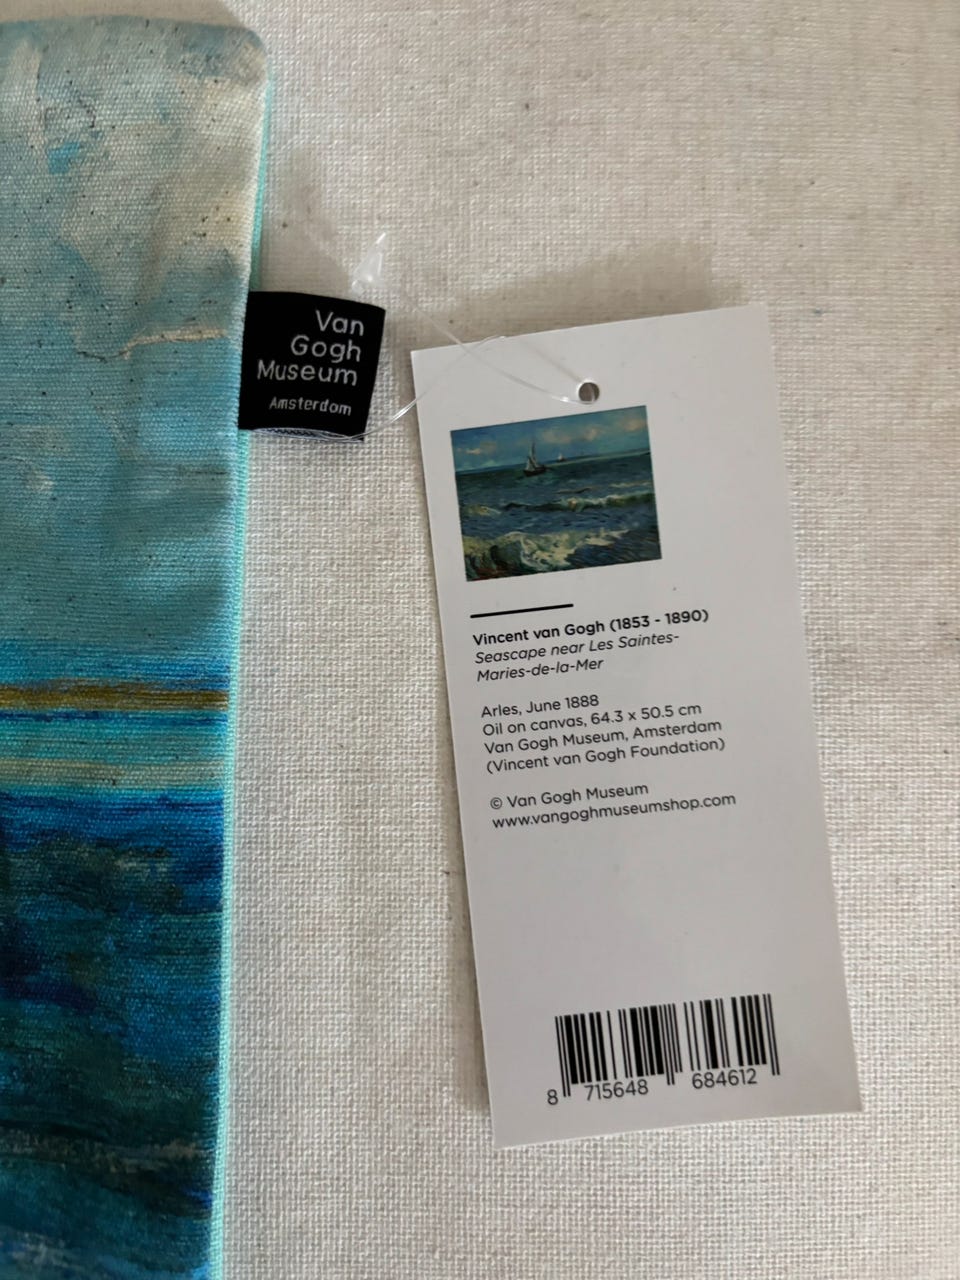 Van
Gogh
Museum
Amsterdam
Vincent van Gogh (1853 - 1890)
Seascape near Les Saintes-
Maries-de-la-Mer
Arles, June 1888
Oil on canvas, 64.3 x 50.5 cm
Van Gogh Museum, Amsterdam
(Vincent van Gogh Foundation)
© Van Gogh Museum
www.vangoghmuseumshop.com
8 715648 684612